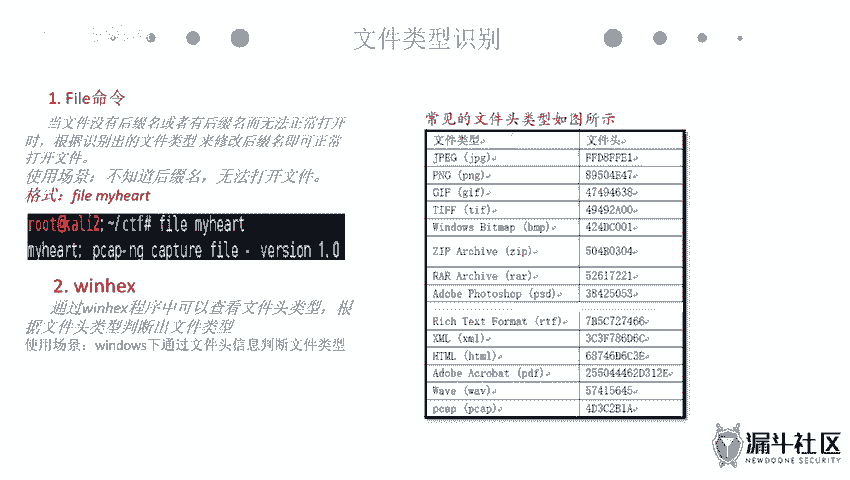 文件类型识别
1. File命令
当文件没有后缀名或者有后缀名而无法正常打开
时，根据识别出的文件类型 来修改后缀名即可正常
打开文件。
使用场景：不知道后缀名，无法打开文件。
格式：file myheart
root@kali2:~/ctf# file myheart
myheart: pcap-ng capture file - version 1.0
2. winhex
通过winhex程序中可以查看文件头类型，根
据文件头类型判断出文件类型
使用场景：windows下通过文件头信息判断文件类型
常见的文件头类型如图所示
文件类型 文件头
JPEG (jpg) FFD8FFE1
PNG (png) 89504E47
GIF (gif) 47494638
TIFF (tif) 49492A00
Windows Bitmap (bmp) 424DC001
ZIP Archive (zip) 504B0304
RAR Archive (rar) 52617221
Adobe Photoshop (psd) 38425053
Rich Text Format (rtf) 7B5C727466
XML (xml) 3C3F786D6C
HTML (html) 68746D6C3E
Adobe Acrobat (pdf) 255044462D312E
Wave (wav) 57415645
pcap (pcap) 4D3C2B1A
漏斗社区
NEWDOONE SECURITY